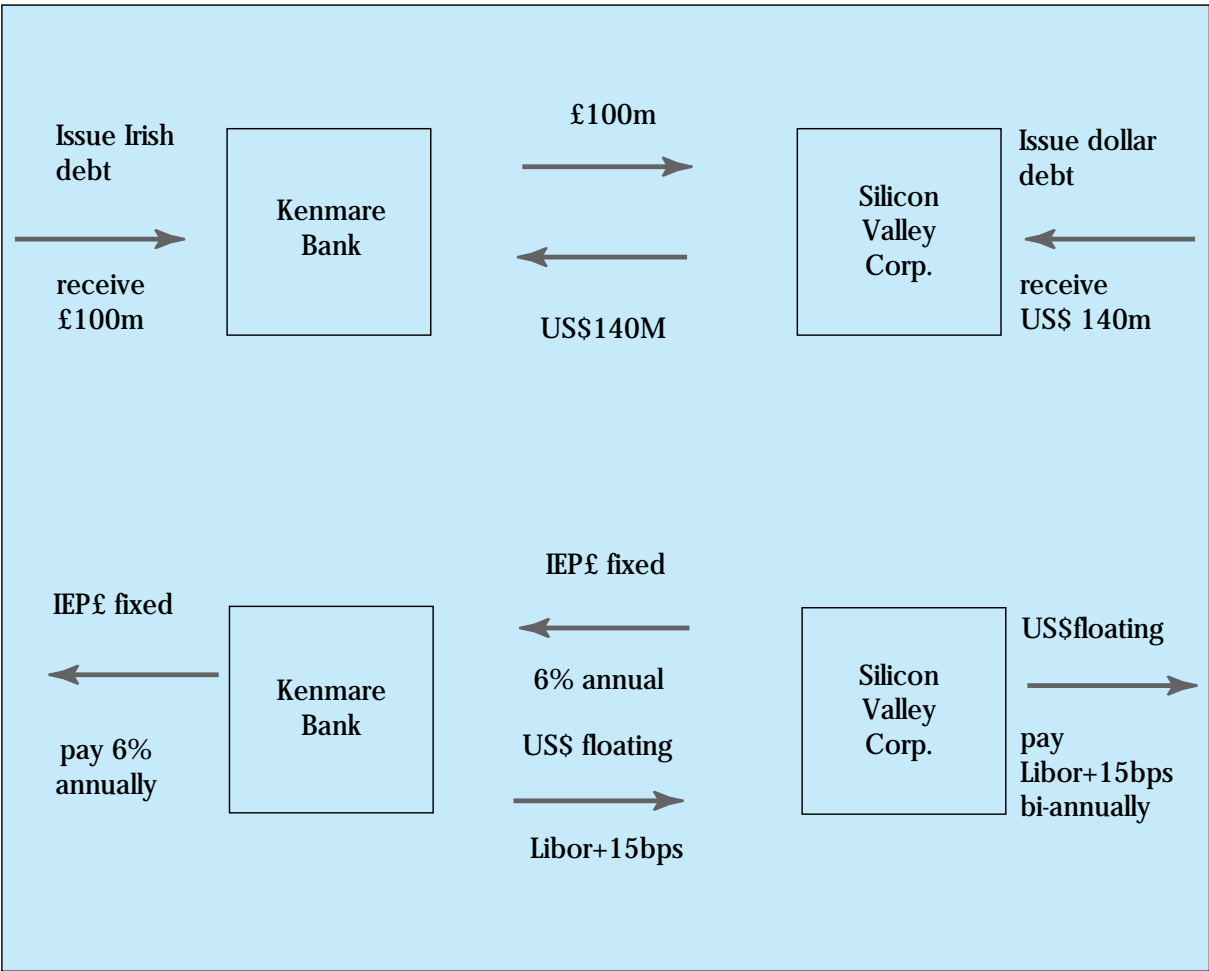 Issue Irish
debt
receive
£100m
Kenmare
Bank
£100m
US$140M
Silicon
Valley
Corp.
Issue dollar
debt
receive
US$ 140m
IEP£ fixed
pay 6%
annually
Kenmare
Bank
IEP£ fixed
6% annual
US$ floating
Libor+15bps
Silicon
Valley
Corp.
US$floating
pay
Libor+15bps
bi-annually